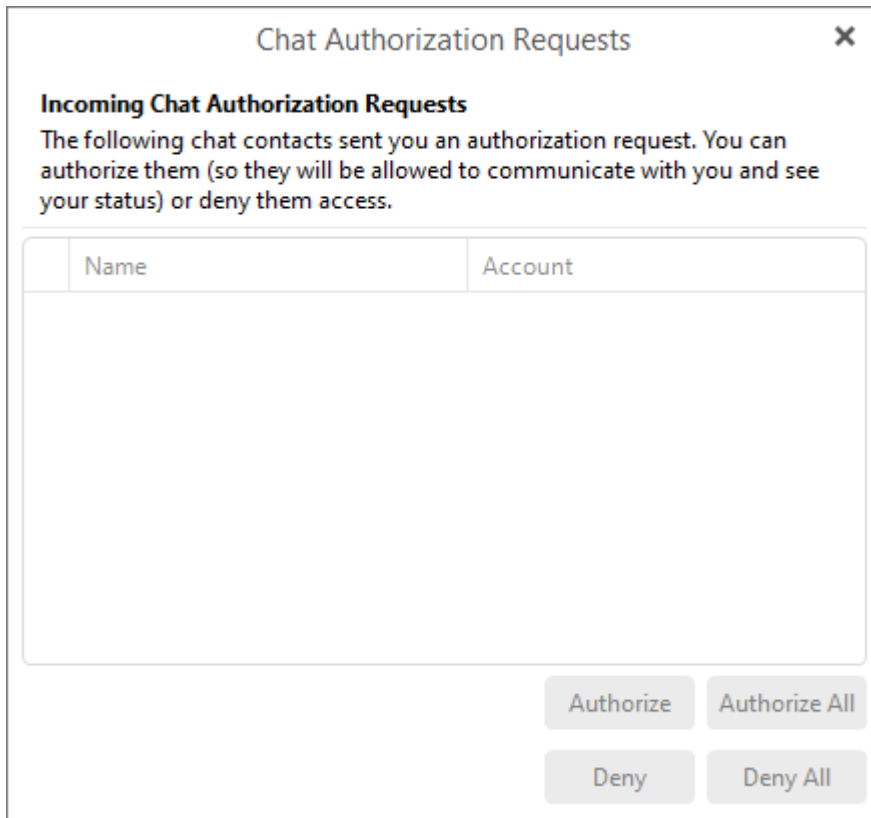 Chat Authorization Requests
Incoming Chat Authorization Requests
The following chat contacts sent you an authorization request. You can
authorize them (so they will be allowed to communicate with you and see
your status) or deny them access.
Name Account
Authorize Authorize All
Deny Deny All